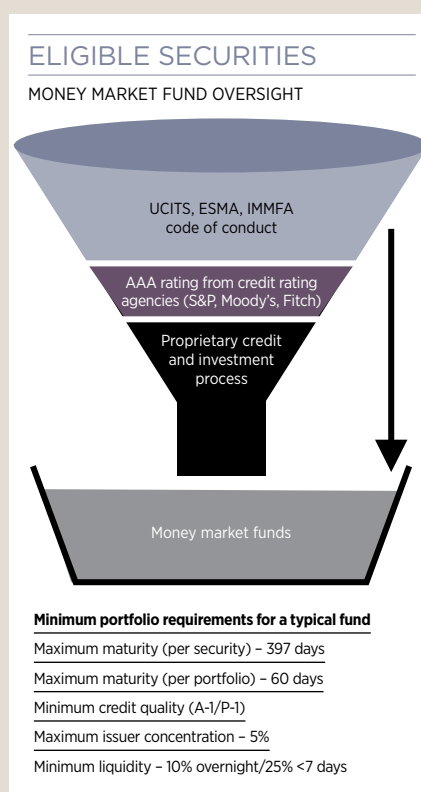 ELIGIBLE SECURITIES
MONEY MARKET FUND OVERSIGHT
UCITS, ESMA, IMMFA
code of conduct
AAA rating from credit rating
agencies (S&P, Moody's, Fitch)
Proprietary credit
and investment
process
Money market funds
Minimum portfolio requirements for a typical fund
Maximum maturity (per security) – 397 days
Maximum maturity (per portfolio) – 60 days
Minimum credit quality (A-1/P-1)
Maximum issuer concentration – 5%
Minimum liquidity – 10% overnight/25% <7 days